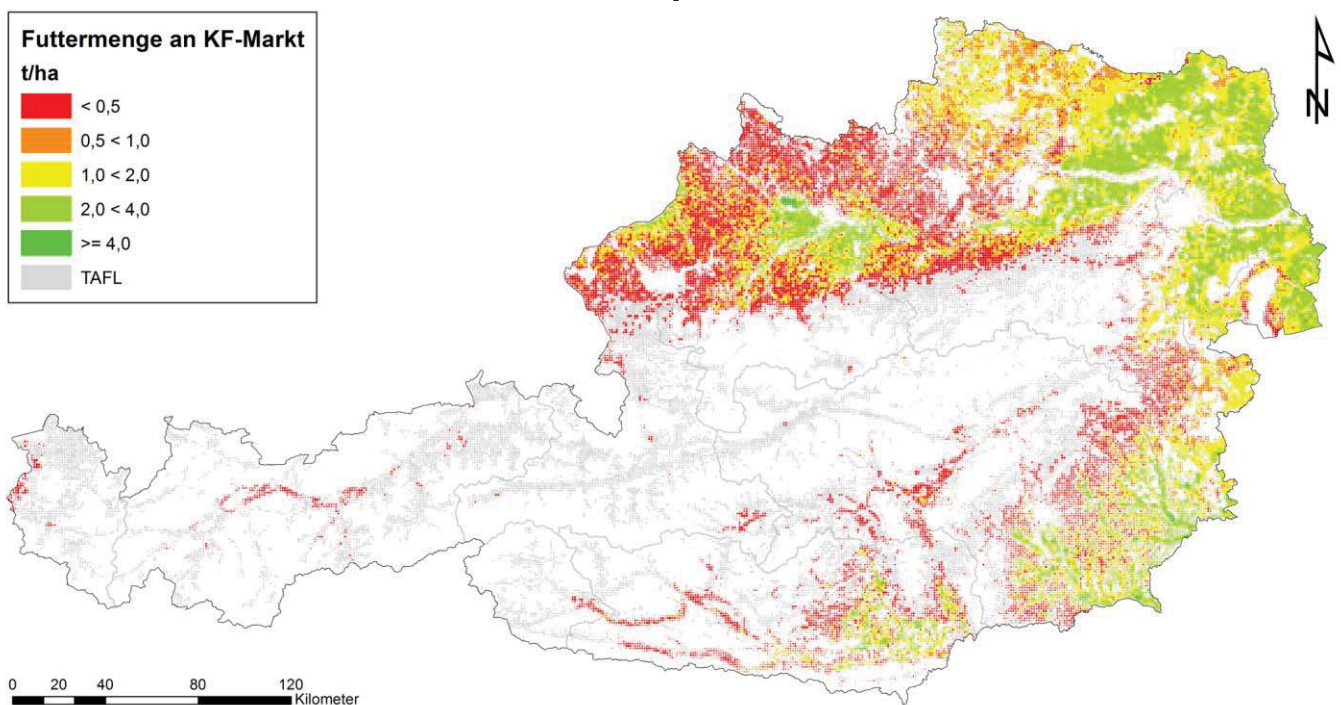 Futtermenge an KF-Markt
t/ha
< 0,5
0,5 < 1,0
1,0 < 2,0
2,0 < 4,0
>= 4,0
TAFL
N
0 20 40 80 120
Kilometer